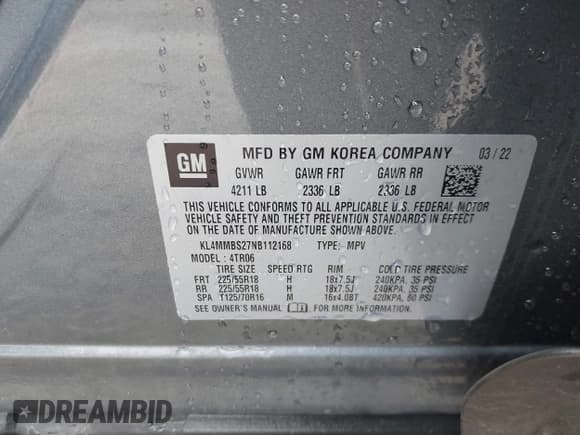 GM
MFD BY GM KOREA COMPANY 03/22
GVWR GAWR FRT GAWR RR
4211 LB 2336 LB 2336 LB
THIS VEHICLE CONFORMS TO ALL APPLICABLE U.S. FEDERAL MOTOR
VEHICLE SAFETY AND THEFT PREVENTION STANDARDS IN EFFECT
ON THE DATE OF MANUFACTURE SHOWN ABOVE.
KL4MMBS27NB112168 TYPE: MPV
MODEL : 4TR06
TIRE SIZE SPEED RTG RIM COLD TIRE PRESSURE
FRT 225/55R18 H 18x7.5J 240KPA, 35 PSI
RR 225/55R18 H 18x7.5J 240KPA, 35 PSI
SPA T125/70R16 M 16x4.0BT 420KPA, 60 PSI
SEE OWNER'S MANUAL FOR MORE INFORMATION.
DREAMBID